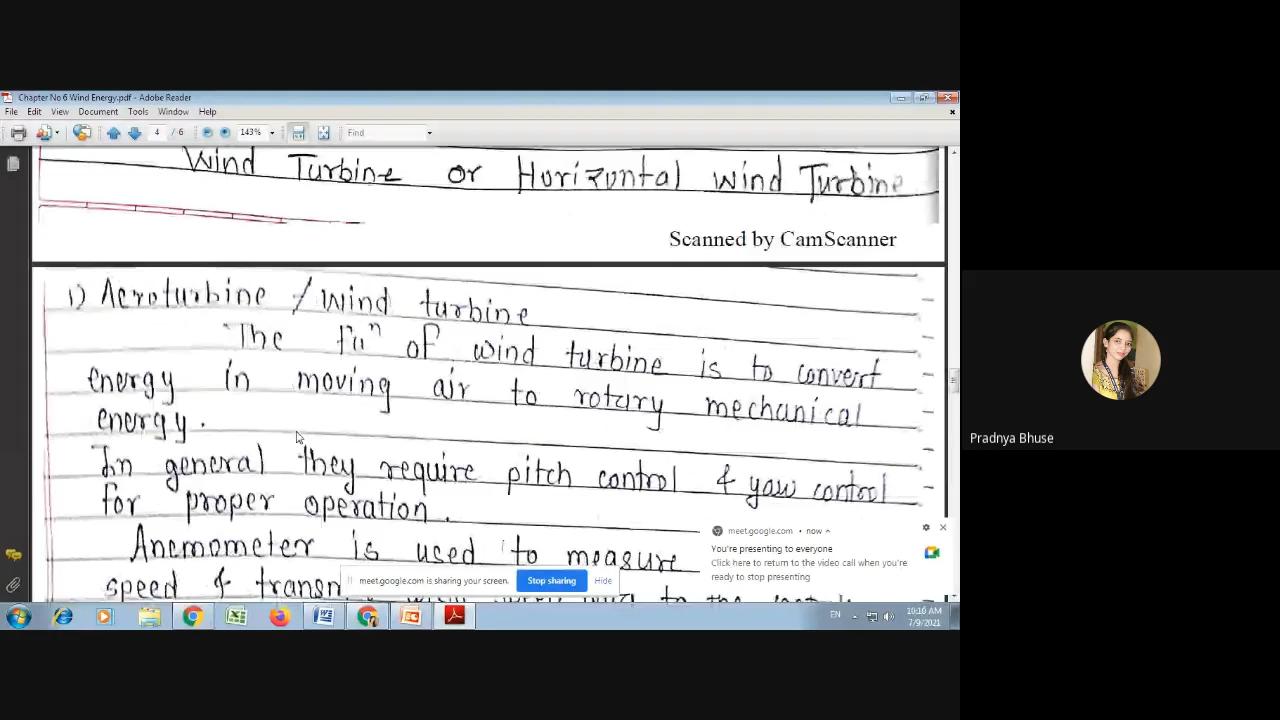 Chapter No 6 Wind Energy.pdf - Adobe Reader
File Edit View Document Tools Window Help
4 / 6 143% Find
Wind Turbine or Horizontal wind Turbine
Scanned by CamScanner
1) Aeroturbine / wind turbine
The fuⁿ of wind turbine is to convert
energy in moving air to rotary mechanical
energy.
In general they require pitch control & yaw control
for proper operation.
Anemometer is used to measure
speed &
meet.google.com • now
You're presenting to everyone
Click here to return to the video call when you're
ready to stop presenting
meet.google.com is sharing your screen. Stop sharing Hide
EN 10:10 AM
7/9/2021
Pradnya Bhuse